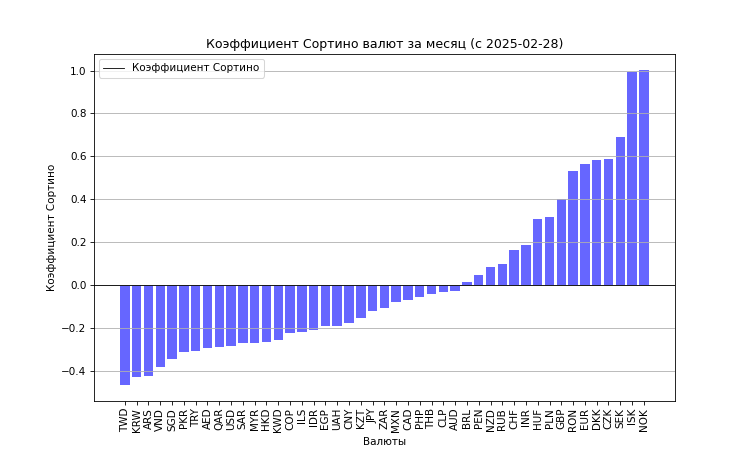 Коэффициент Сортино валют за месяц (с 2025-02-28)
Коэффициент Сортино
1.0
0.8
0.6
0.4
0.2
0.0
−0.2
−0.4
Коэффициент Сортино
TWD KRW ARS VND SGD PKR TRY AED QAR USD SAR MYR HKD KWD COP ILS IDR EGP UAH CNY KZT JPY ZAR MXN CAD PHP THB CLP AUD BRL PEN NZD RUB CHF INR HUF PLN GBP RON EUR DKK CZK SEK ISK NOK
Валюты